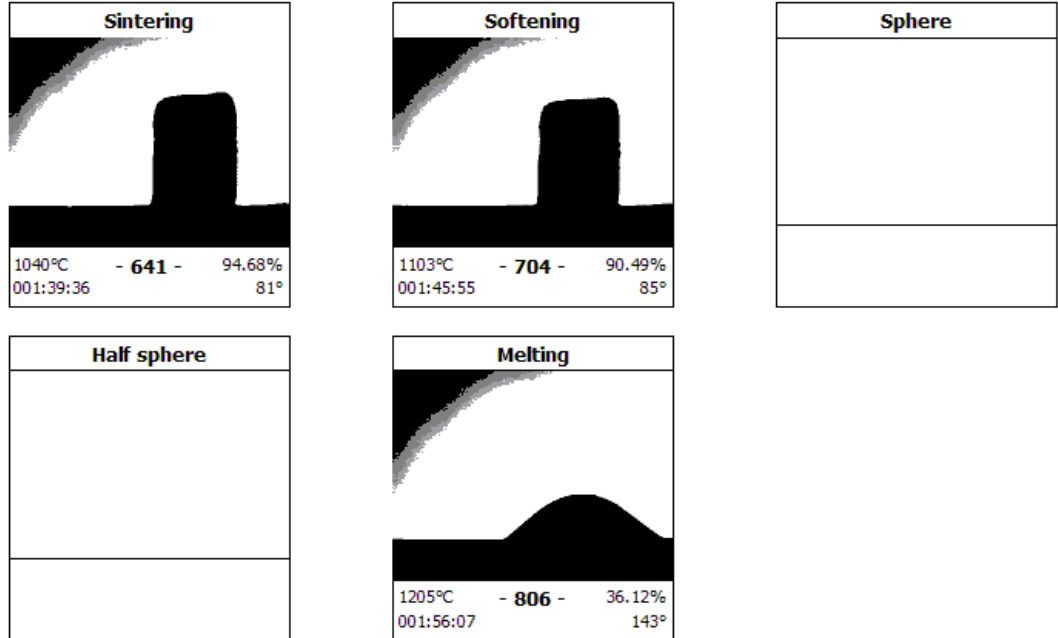 Sintering
Softening
Sphere
1040°C - 641 - 94.68%
001:39:36 81°
1103°C - 704 - 90.49%
001:45:55 85°
Half sphere
Melting
1205°C - 806 - 36.12%
001:56:07 143°